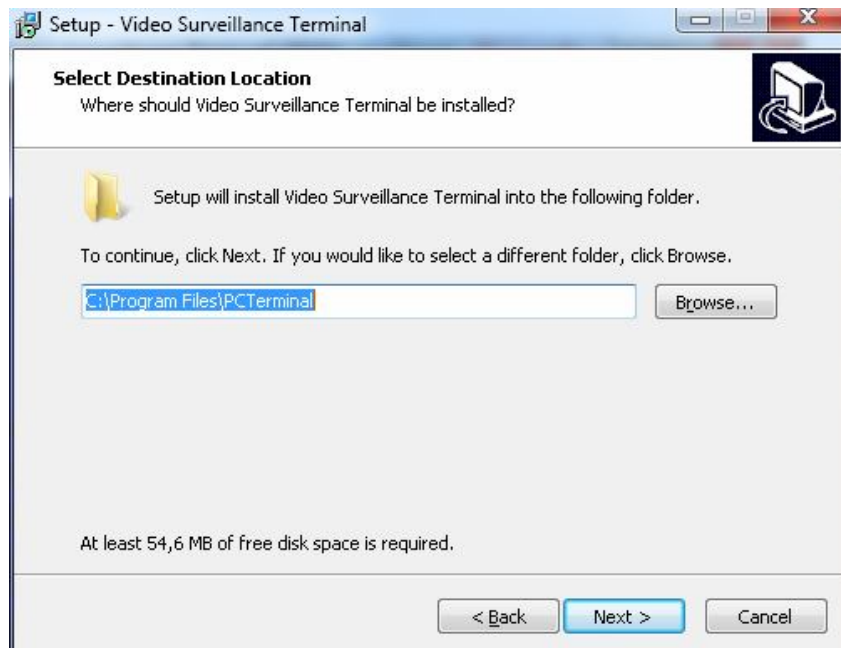 Setup - Video Surveillance Terminal
Select Destination Location
Where should Video Surveillance Terminal be installed?
Setup will install Video Surveillance Terminal into the following folder.
To continue, click Next. If you would like to select a different folder, click Browse.
C:\Program Files\PCTerminal
Browse...
At least 54,6 MB of free disk space is required.
< Back
Next >
Cancel